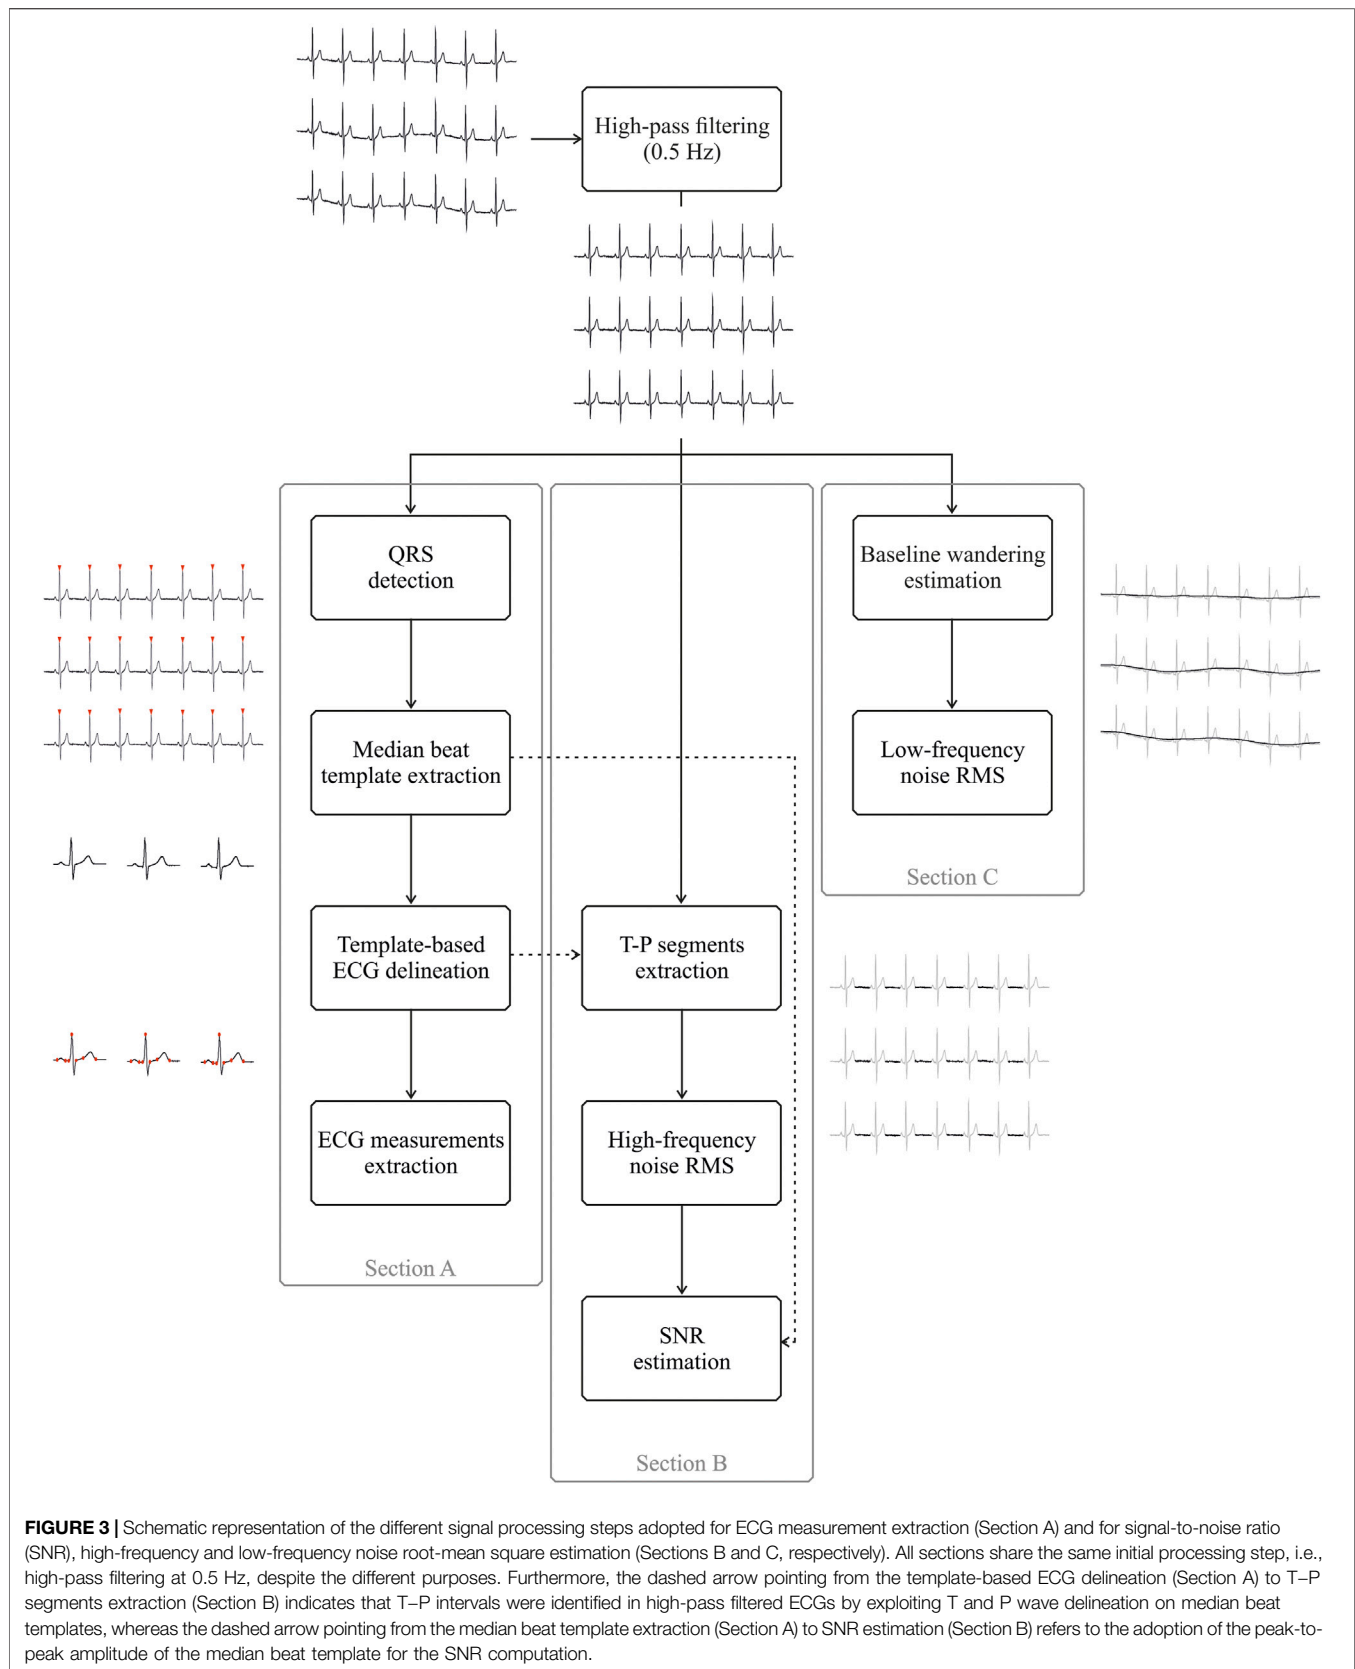 High-pass filtering
(0.5 Hz)
QRS
detection
Median beat
template extraction
Template-based
ECG delineation
ECG measurements
extraction
Section A
T-P segments
extraction
High-frequency
noise RMS
SNR
estimation
Section B
Baseline wandering
estimation
Low-frequency
noise RMS
Section C
FIGURE 3 | Schematic representation of the different signal processing steps adopted for ECG measurement extraction (Section A) and for signal-to-noise ratio
(SNR), high-frequency and low-frequency noise root-mean square estimation (Sections B and C, respectively). All sections share the same initial processing step, i.e.,
high-pass filtering at 0.5 Hz, despite the different purposes. Furthermore, the dashed arrow pointing from the template-based ECG delineation (Section A) to T–P
segments extraction (Section B) indicates that T–P intervals were identified in high-pass filtered ECGs by exploiting T and P wave delineation on median beat
templates, whereas the dashed arrow pointing from the median beat template extraction (Section A) to SNR estimation (Section B) refers to the adoption of the peak-to-
peak amplitude of the median beat template for the SNR computation.